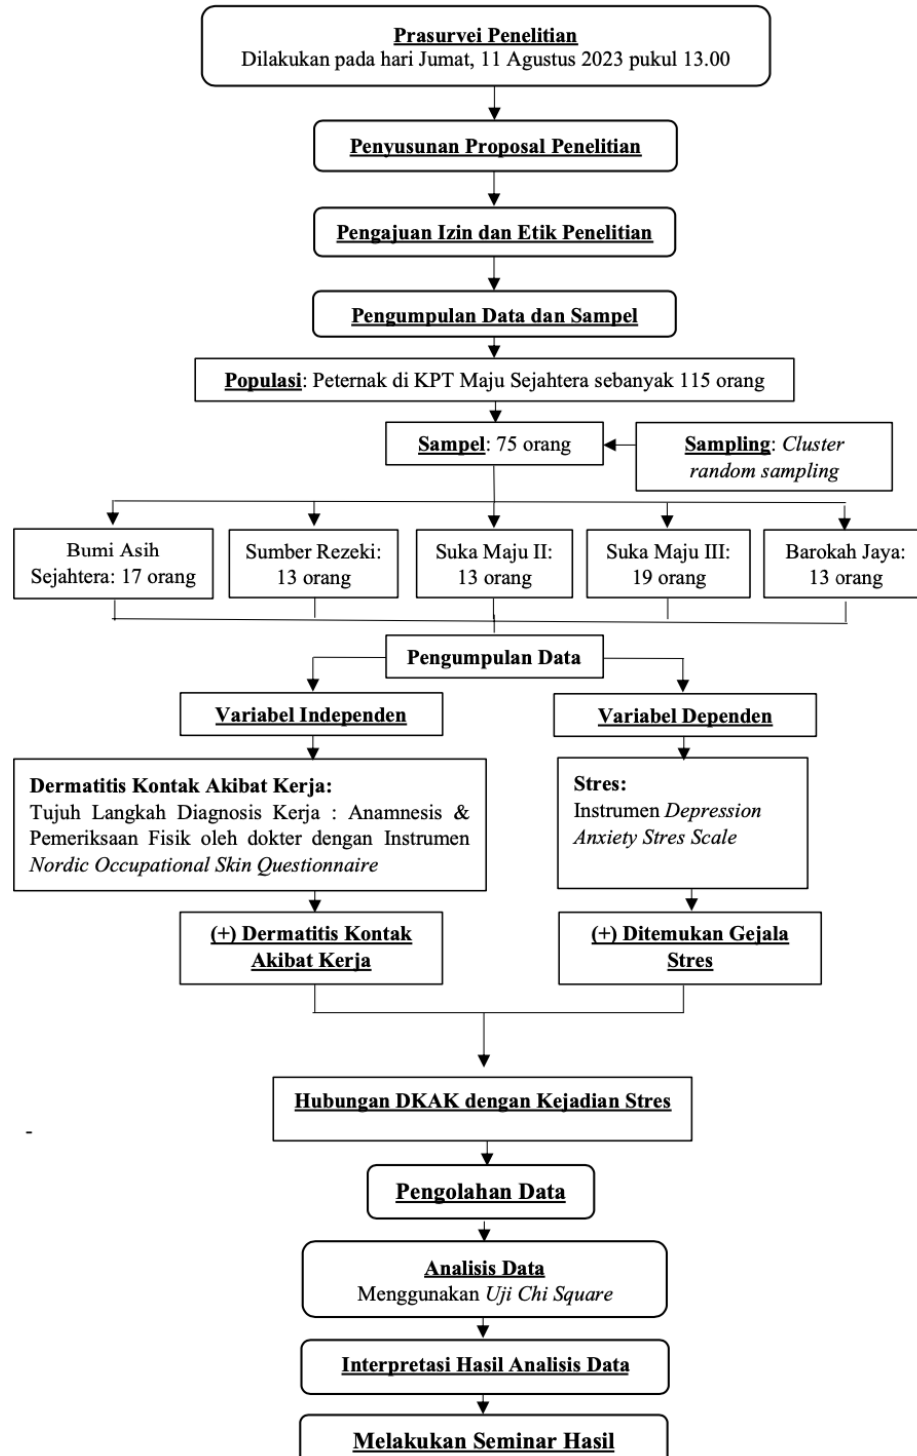 Prasurvei Penelitian
Dilakukan pada hari Jumat, 11 Agustus 2023 pukul 13.00
Penyusunan Proposal Penelitian
Pengajuan Izin dan Etik Penelitian
Pengumpulan Data dan Sampel
Populasi: Peternak di KPT Maju Sejahtera sebanyak 115 orang
Sampel: 75 orang
Sampling: Cluster
random sampling
Bumi Asih
Sejahtera: 17 orang
Sumber Rezeki:
13 orang
Suka Maju II:
13 orang
Suka Maju III:
19 orang
Barokah Jaya:
13 orang
Pengumpulan Data
Variabel Independen
Variabel Dependen
Dermatitis Kontak Akibat Kerja:
Tujuh Langkah Diagnosis Kerja : Anamnesis &
Pemeriksaan Fisik oleh dokter dengan Instrumen
Nordic Occupational Skin Questionnaire
Stres:
Instrumen Depression
Anxiety Stres Scale
(+) Dermatitis Kontak
Akibat Kerja
(+) Ditemukan Gejala
Stres
Hubungan DKAK dengan Kejadian Stres
-
Pengolahan Data
Analisis Data
Menggunakan Uji Chi Square
Interpretasi Hasil Analisis Data
Melakukan Seminar Hasil